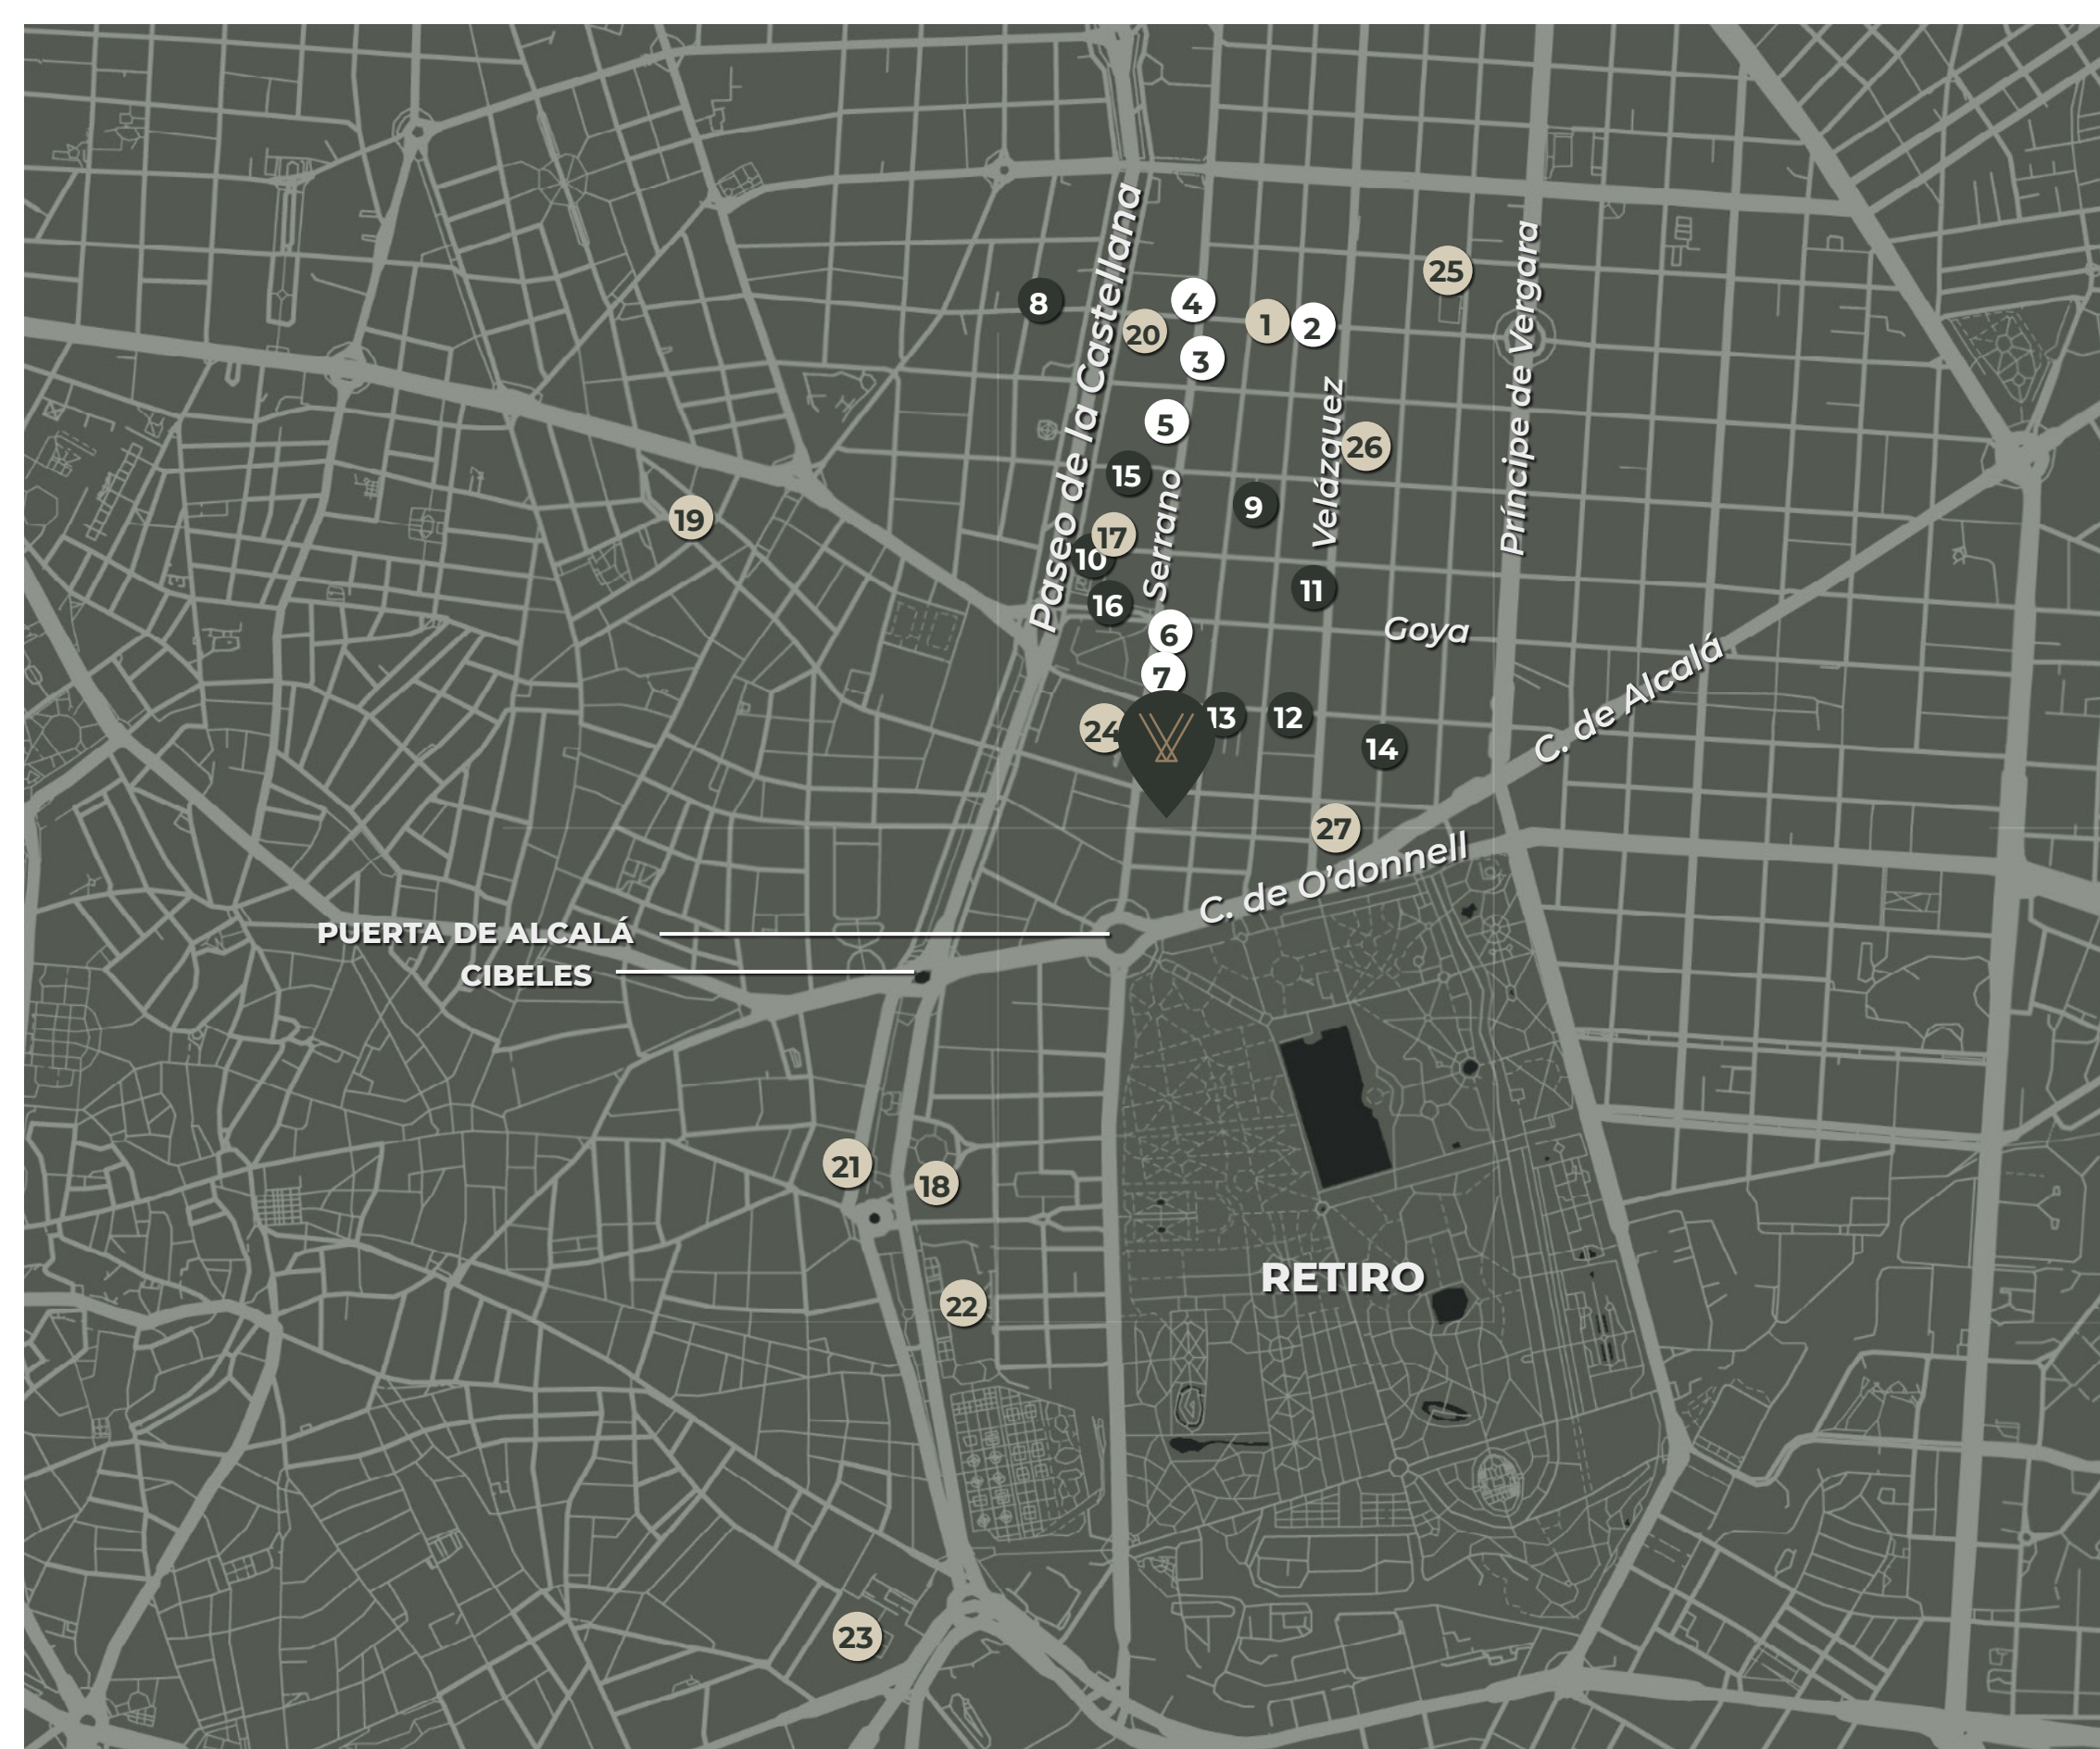 Paseo de la Castellana
Príncipe de Vergara
25
8
4
20
1
2
3
5
Velázquez
26
15
Serrano
9
19
17
10
16
11
6
Goya
7
C. de Alcalá
24
13
12
14
27
C. de O'donnell
PUERTA DE ALCALÁ
CIBELES
21
18
RETIRO
22
23